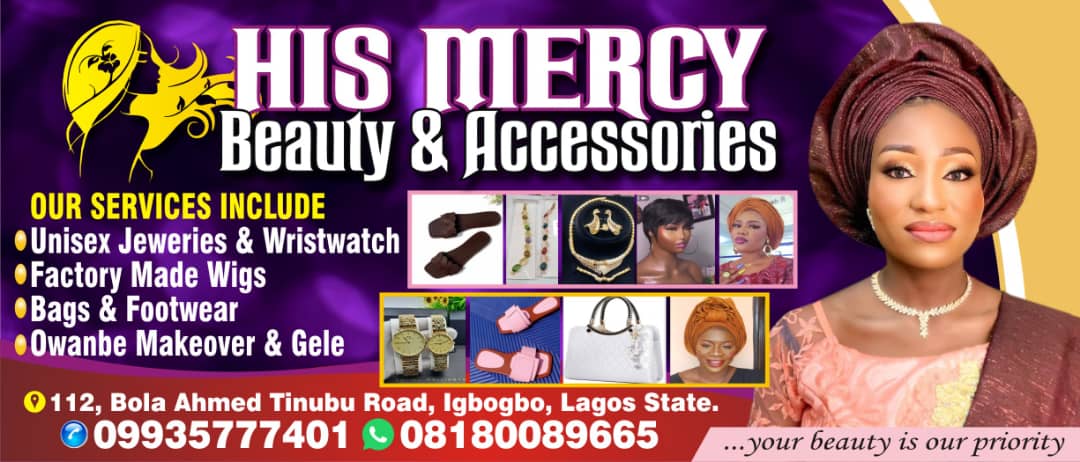 HIS MERCY
Beauty & Accessories
OUR SERVICES INCLUDE
Unisex Jeweries & Wristwatch
Factory Made Wigs
Bags & Footwear
Owanbe Makeover & Gele
112, Bola Ahmed Tinubu Road, Igbogbo, Lagos State.
09935777401 08180089665
...your beauty is our priority